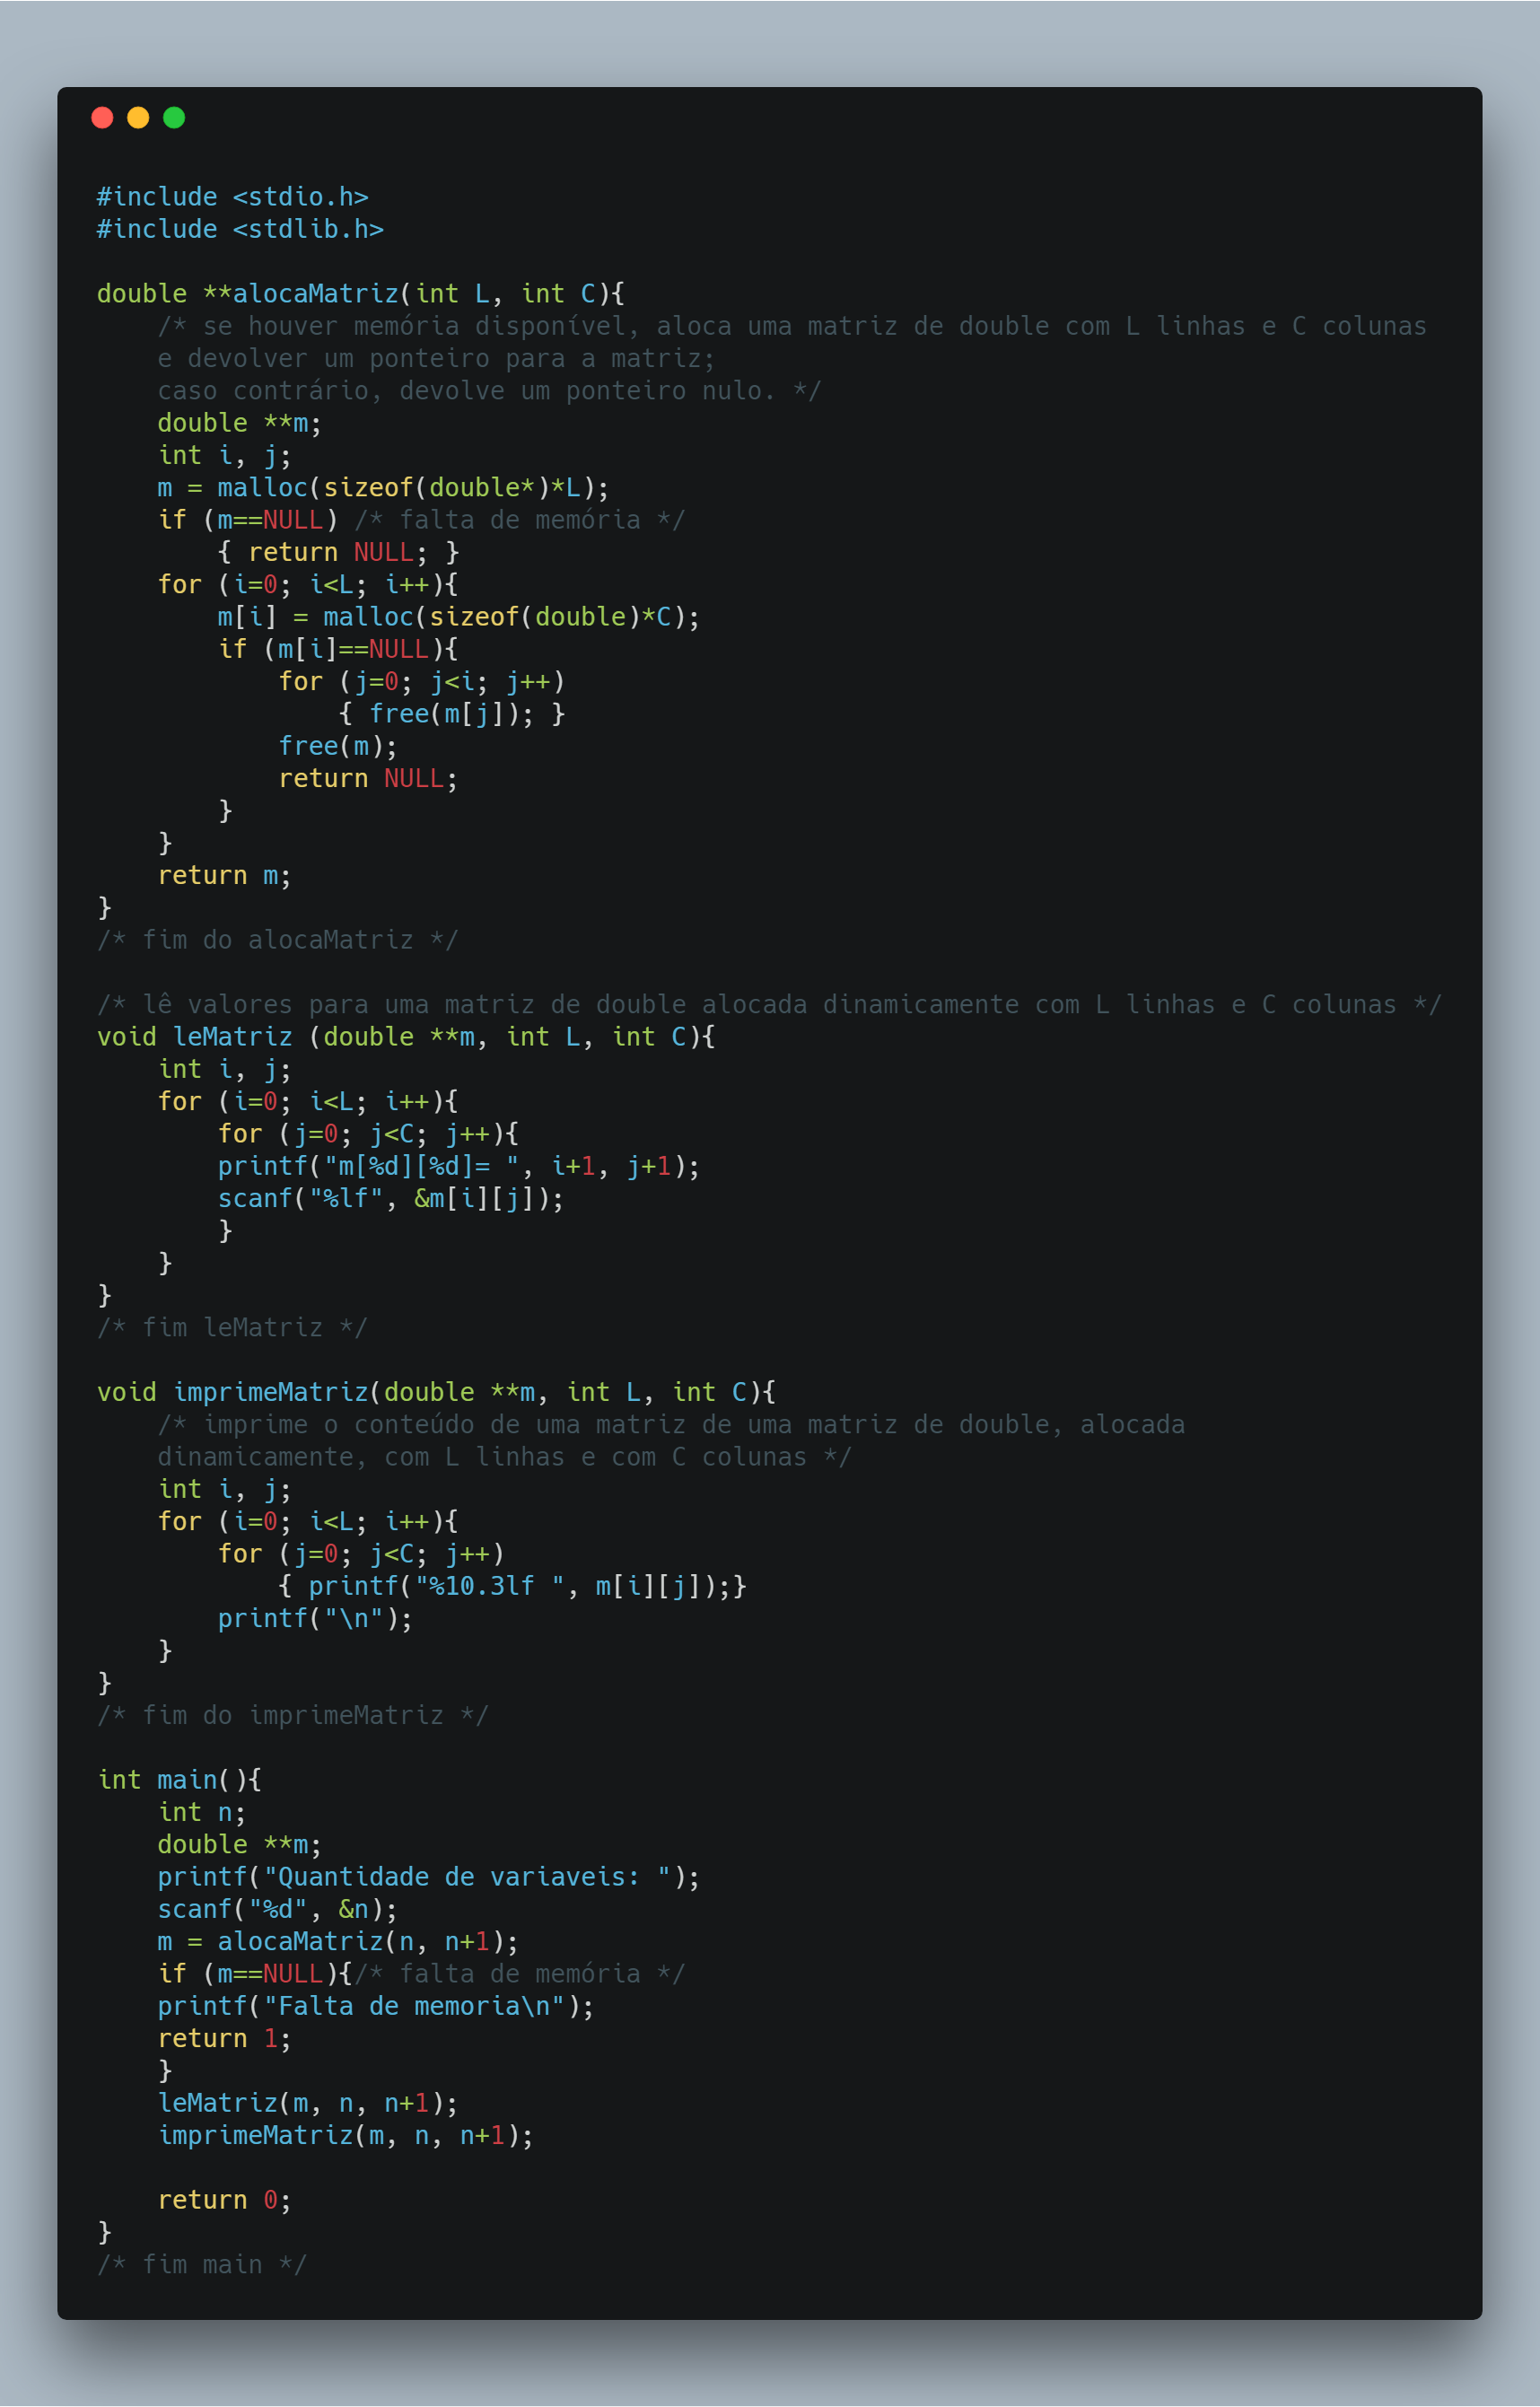 #include <stdio.h>
#include <stdlib.h>

double **alocaMatriz(int L, int C){
    /* se houver memória disponível, aloca uma matriz de double com L linhas e C colunas
    e devolver um ponteiro para a matriz;
    caso contrário, devolve um ponteiro nulo. */
    double **m;
    int i, j;
    m = malloc(sizeof(double*)*L);
    if (m==NULL) /* falta de memória */
        { return NULL; }
    for (i=0; i<L; i++){
        m[i] = malloc(sizeof(double)*C);
        if (m[i]==NULL){
            for (j=0; j<i; j++)
                { free(m[j]); }
            free(m);
            return NULL;
        }
    }
    return m;
}
/* fim do alocaMatriz */

/* lê valores para uma matriz de double alocada dinamicamente com L linhas e C colunas */
void leMatriz (double **m, int L, int C){
    int i, j;
    for (i=0; i<L; i++){
        for (j=0; j<C; j++){
        printf("m[%d][%d]= ", i+1, j+1);
        scanf("%lf", &m[i][j]);
        }
    }
}
/* fim leMatriz */

void imprimeMatriz(double **m, int L, int C){
    /* imprime o conteúdo de uma matriz de uma matriz de double, alocada
    dinamicamente, com L linhas e com C colunas */
    int i, j;
    for (i=0; i<L; i++){
        for (j=0; j<C; j++)
            { printf("%10.3lf ", m[i][j]);}
        printf("\n");
    }
}
/* fim do imprimeMatriz */

int main(){
    int n;
    double **m;
    printf("Quantidade de variaveis: ");
    scanf("%d", &n);
    m = alocaMatriz(n, n+1);
    if (m==NULL){/* falta de memória */
    printf("Falta de memoria\n");
    return 1;
    }
    leMatriz(m, n, n+1);
    imprimeMatriz(m, n, n+1);

    return 0;
}
/* fim main */